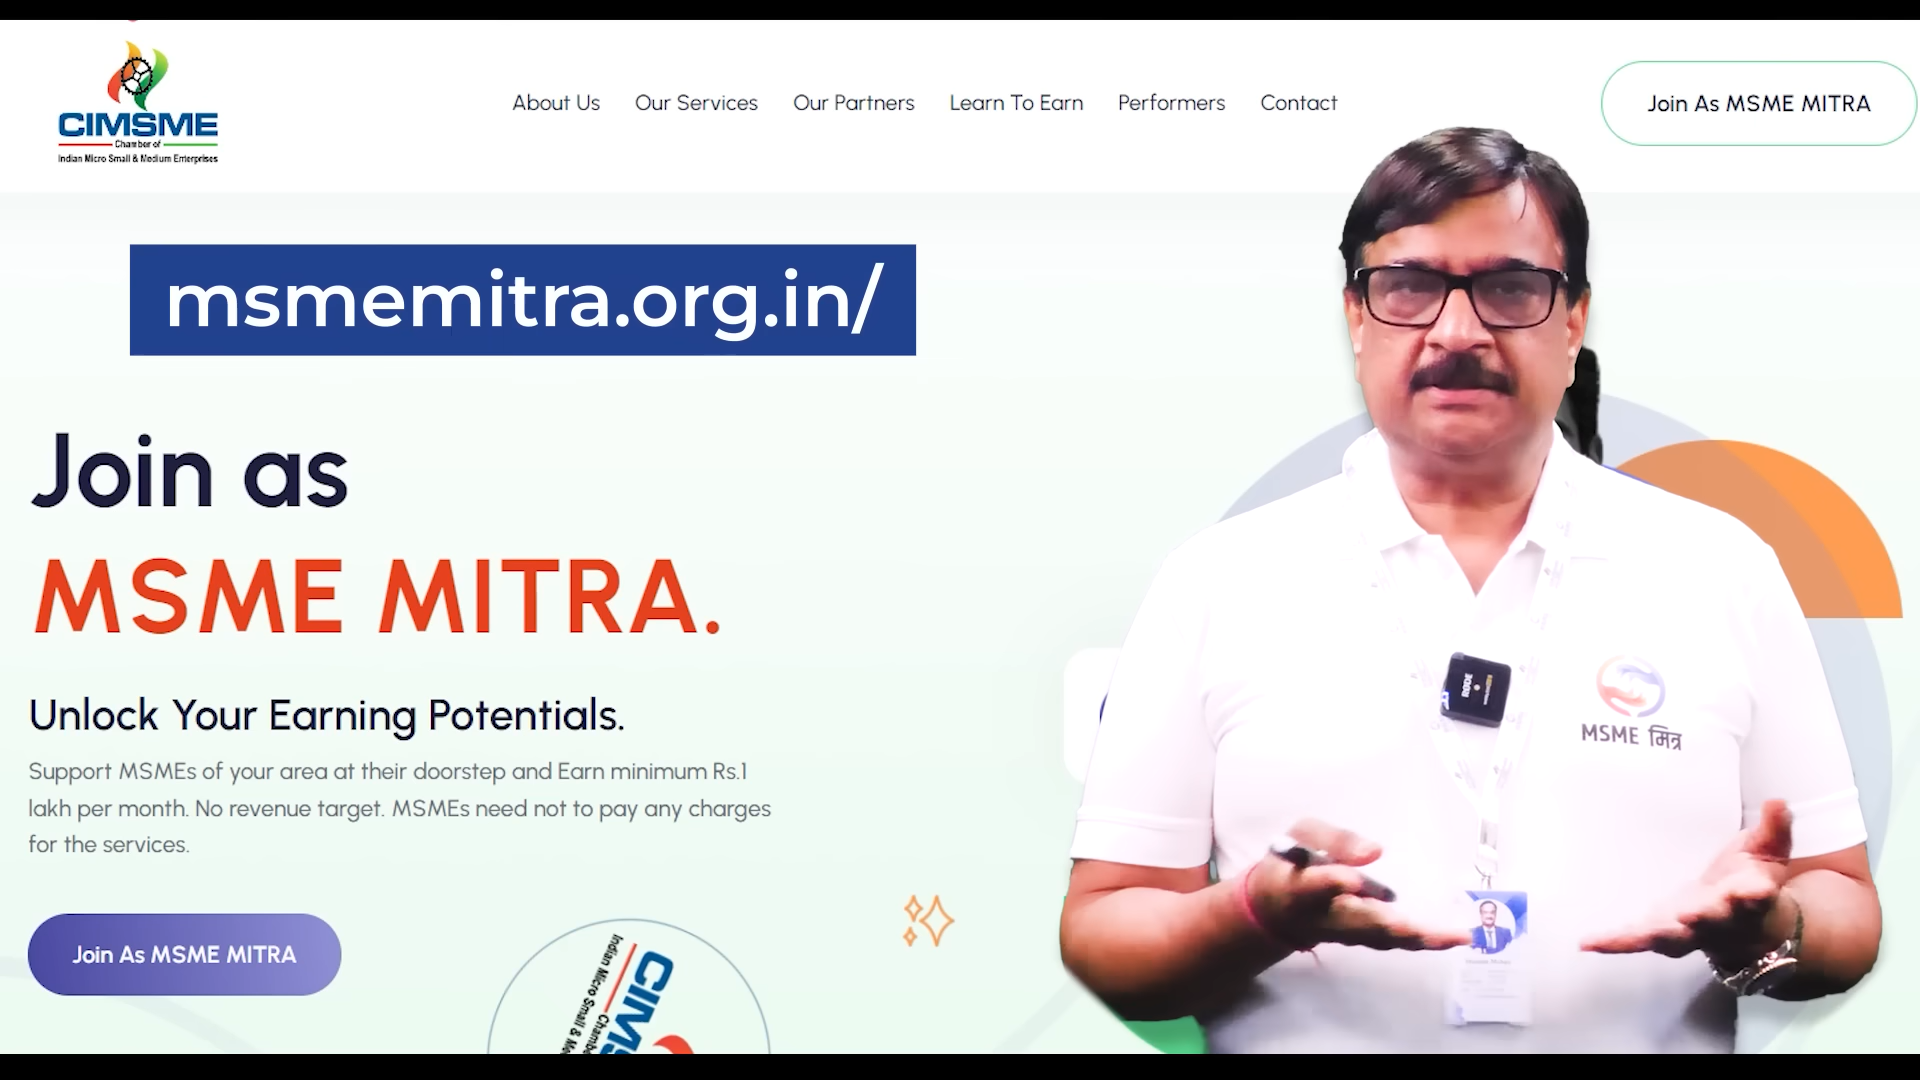 CIMSME
Chamber of
Indian Micro Small & Medium Enterprises
About Us
Our Services
Our Partners
Learn To Earn
Performers
Contact
Join As MSME MITRA
msmemitra.org.in/
Join as
MSME MITRA.
Unlock Your Earning Potentials.
Support MSMEs of your area at their doorstep and Earn minimum Rs.1
lakh per month. No revenue target. MSMEs need not to pay any charges
for the services.
Join As MSME MITRA
RODE
MSME मित्र